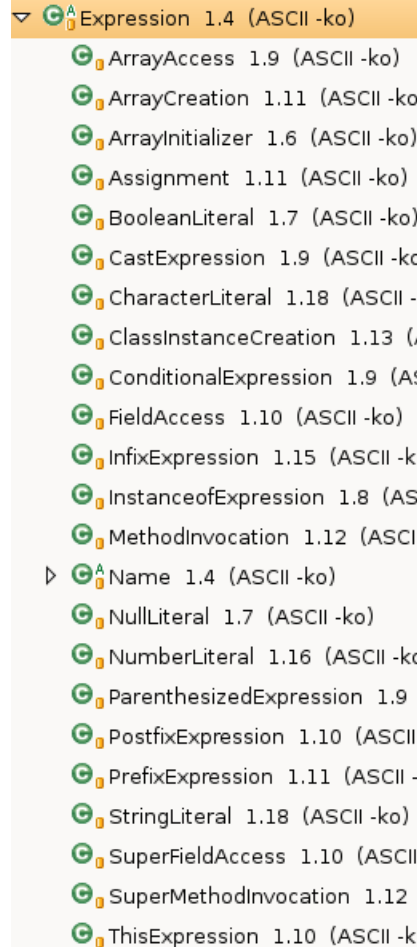 Expression 1.4 (ASCII -ko)
ArrayAccess 1.9 (ASCII -ko)
ArrayCreation 1.11 (ASCII -ko
ArrayInitializer 1.6 (ASCII -ko)
Assignment 1.11 (ASCII -ko)
BooleanLiteral 1.7 (ASCII -ko)
CastExpression 1.9 (ASCII -ko
CharacterLiteral 1.18 (ASCII -
ClassInstanceCreation 1.13 (
ConditionalExpression 1.9 (AS
FieldAccess 1.10 (ASCII -ko)
InfixExpression 1.15 (ASCII -k
InstanceofExpression 1.8 (AS
MethodInvocation 1.12 (ASCI
Name 1.4 (ASCII -ko)
NullLiteral 1.7 (ASCII -ko)
NumberLiteral 1.16 (ASCII -ko
ParenthesizedExpression 1.9
PostfixExpression 1.10 (ASCII
PrefixExpression 1.11 (ASCII -
StringLiteral 1.18 (ASCII -ko)
SuperFieldAccess 1.10 (ASCII
SuperMethodInvocation 1.12
ThisExpression 1.10 (ASCII -k